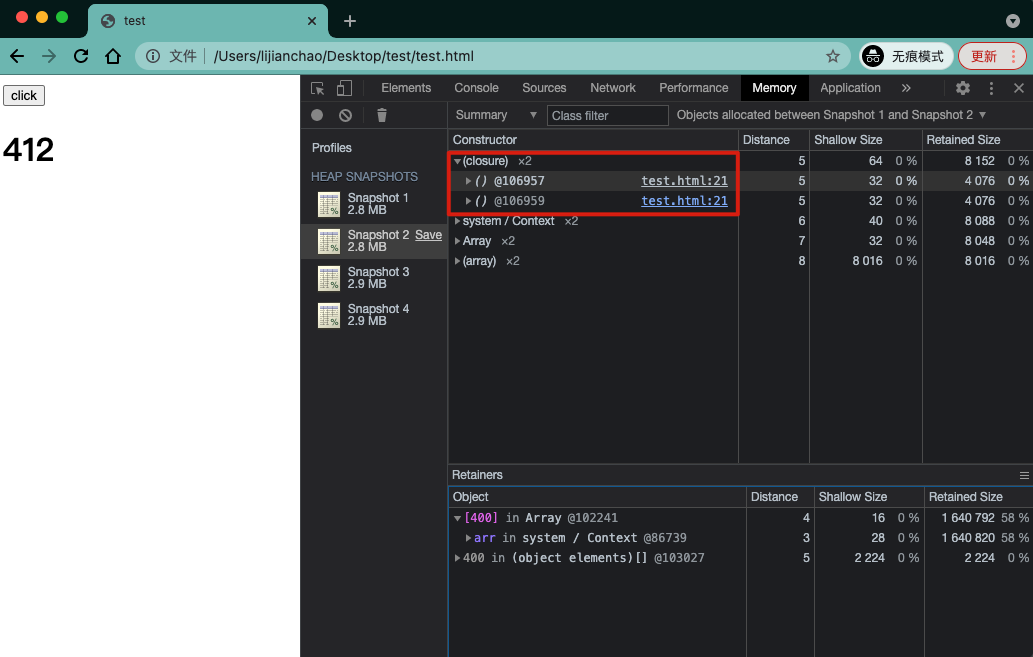 test
文件 /Users/lijianchao/Desktop/test/test.html 无痕模式 更新
click
412
Elements Console Sources Network Performance Memory Application »
Summary Class filter Objects allocated between Snapshot 1 and Snapshot 2
Profiles
HEAP SNAPSHOTS
Snapshot 1
2.8 MB
Snapshot 2 Save
2.8 MB
Snapshot 3
2.9 MB
Snapshot 4
2.9 MB
Constructor Distance Shallow Size Retained Size
(closure) ×2 5 64 0 % 8 152 0 %
() @106957 test.html:21 5 32 0 % 4 076 0 %
() @106959 test.html:21 5 32 0 % 4 076 0 %
system / Context ×2 6 40 0 % 8 088 0 %
Array ×2 7 32 0 % 8 048 0 %
(array) ×2 8 8 016 0 % 8 016 0 %
Retainers
Object Distance Shallow Size Retained Size
[400] in Array @102241 4 16 0 % 1 640 792 58 %
arr in system / Context @86739 3 28 0 % 1 640 820 58 %
400 in (object elements)[] @103027 5 2 224 0 % 2 224 0 %